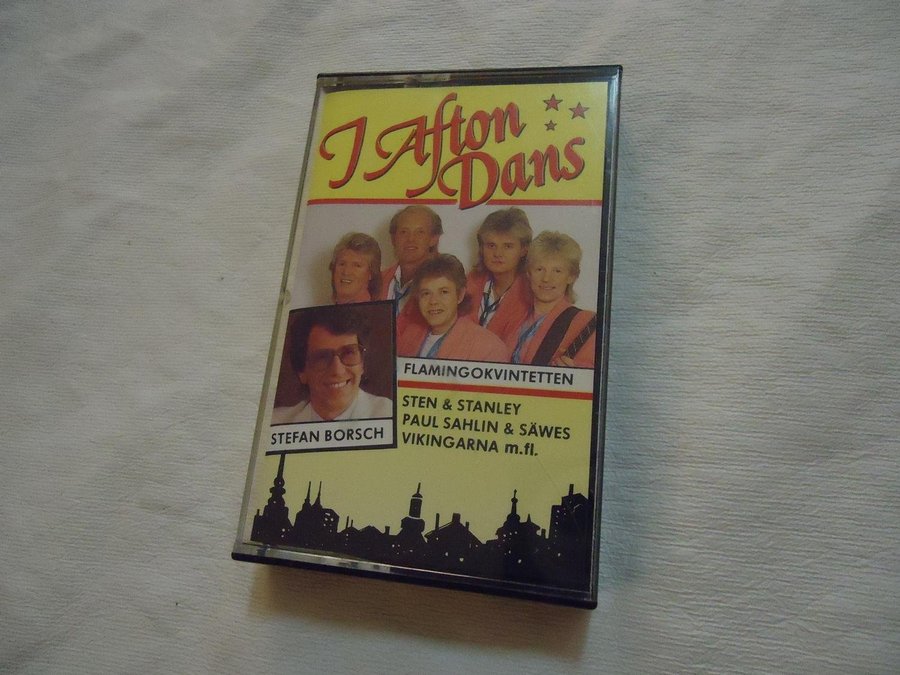 I Afton
Dans
FLAMINGOKVINTETTEN
STEFAN BORSCH
STEN & STANLEY
PAUL SAHLIN & SÄWES
VIKINGARNA m.fl.